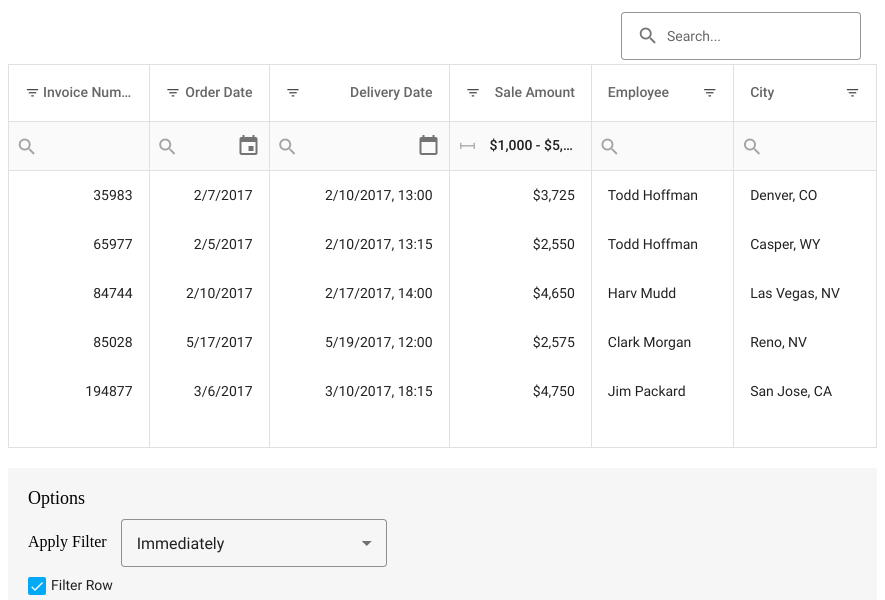 Search...
Invoice Num... Order Date Delivery Date Sale Amount Employee City
$1,000 - $5,...
35983 2/7/2017 2/10/2017, 13:00 $3,725 Todd Hoffman Denver, CO
65977 2/5/2017 2/10/2017, 13:15 $2,550 Todd Hoffman Casper, WY
84744 2/10/2017 2/17/2017, 14:00 $4,650 Harv Mudd Las Vegas, NV
85028 5/17/2017 5/19/2017, 12:00 $2,575 Clark Morgan Reno, NV
194877 3/6/2017 3/10/2017, 18:15 $4,750 Jim Packard San Jose, CA
Options
Apply Filter Immediately
Filter Row